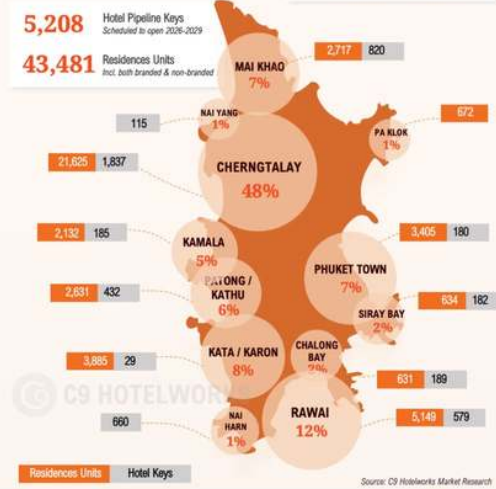 5,208 Hotel Pipeline Keys
Scheduled to open 2026-2029
43,481 Residences Units
Incl. both branded & non-branded
2,717 820
MAI KHAO
7%
115
NAI YANG
1%
672
PA KLOK
1%
21,625 1,837
CHERNGTALAY
48%
2,132 185
KAMALA
5%
3,405 180
PHUKET TOWN
7%
2,631 432
PATONG /
KATHU
6%
634 182
SIRAY BAY
2%
3,885 29
KATA / KARON
8%
CHALONG
BAY
631 189
C9 HOTELWORKS
660
NAI
HARN
1%
RAWAI
12%
5,149 579
Residences Units Hotel Keys
Source: C9 Hotelworks Market Research